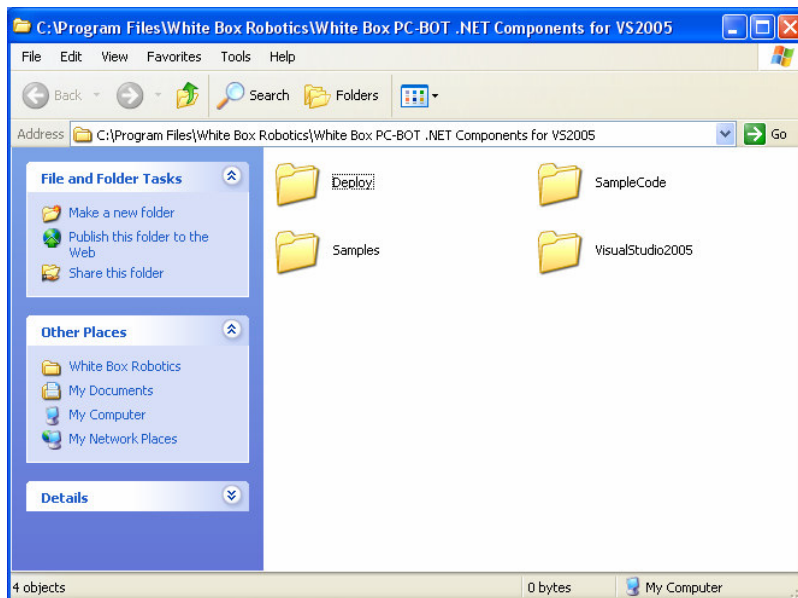 C:\Program Files\White Box Robotics\White Box PC-BOT .NET Components for VS2005
File Edit View Favorites Tools Help
Back Search Folders
Address C:\Program Files\White Box Robotics\White Box PC-BOT .NET Components for VS2005 Go
File and Folder Tasks
Make a new folder
Publish this folder to the
Web
Share this folder
Other Places
White Box Robotics
My Documents
My Computer
My Network Places
Details
Deploy SampleCode
Samples VisualStudio2005
4 objects 0 bytes My Computer